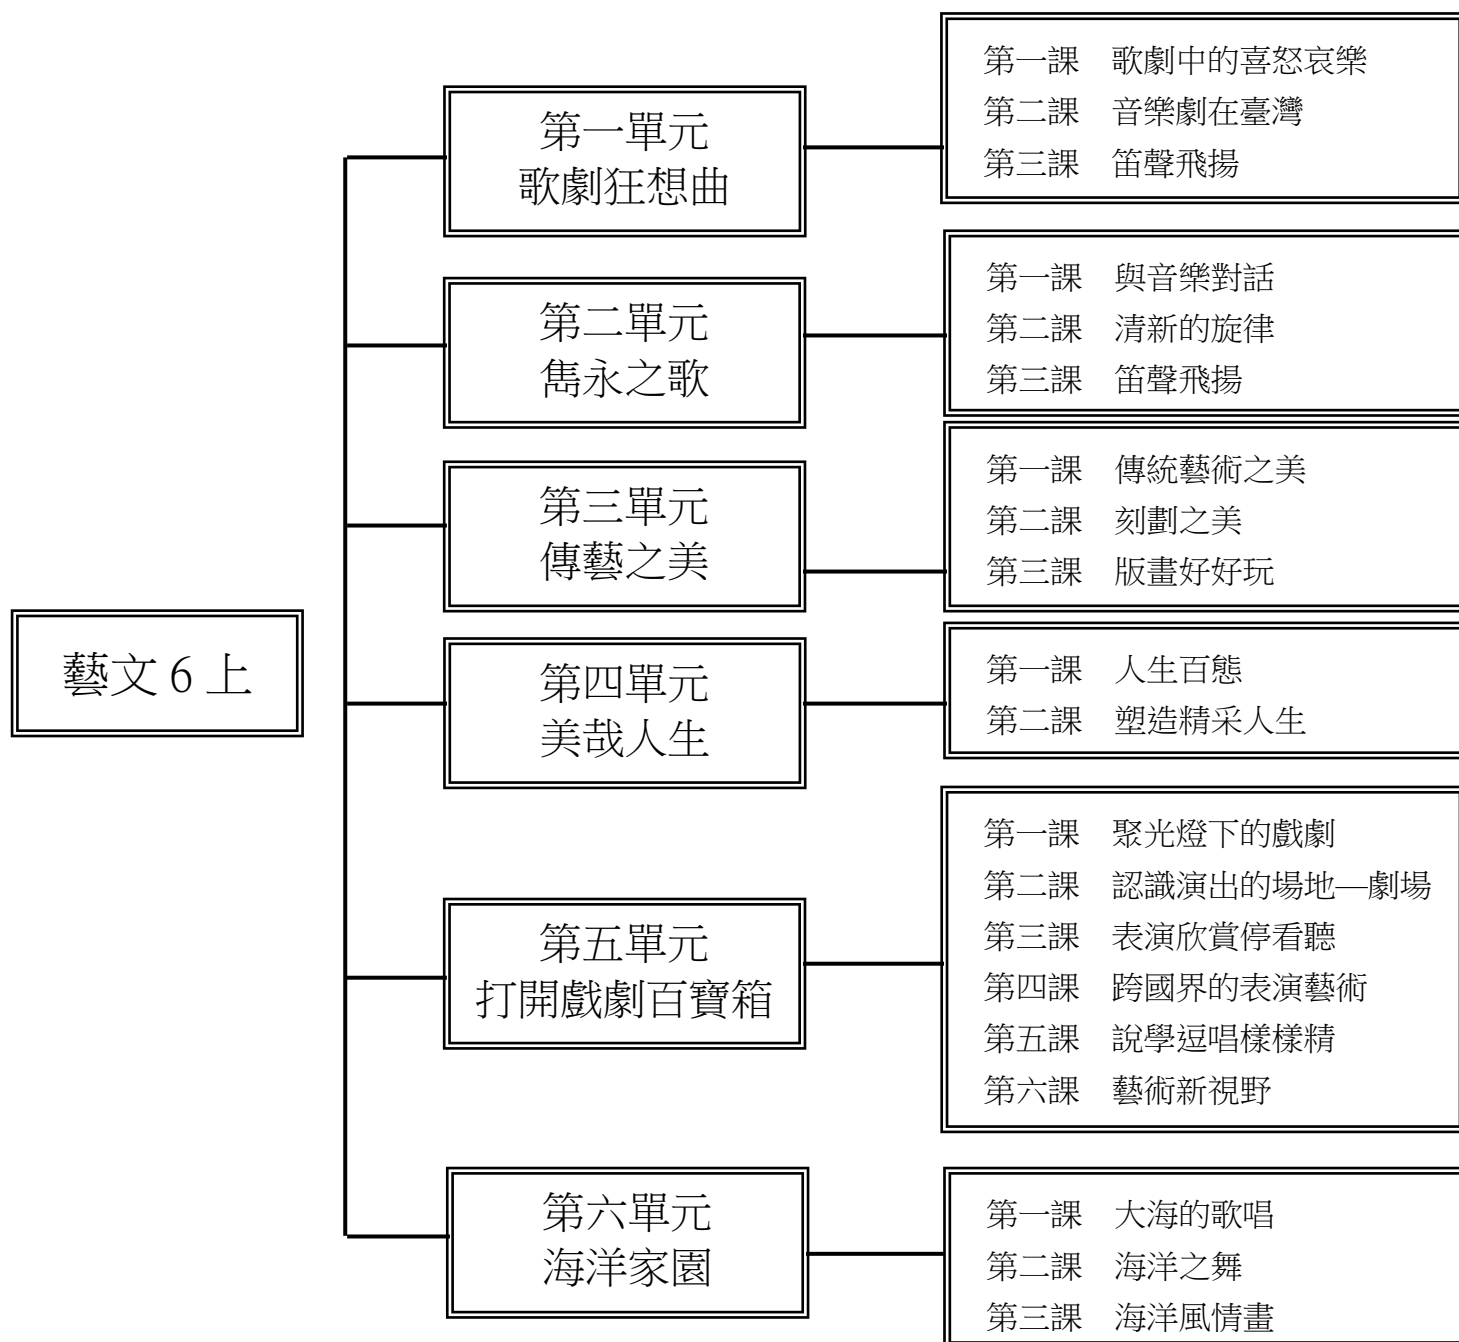 藝文 6 上
第一單元
歌劇狂想曲
第一課　歌劇中的喜怒哀樂
第二課　音樂劇在臺灣
第三課　笛聲飛揚
第二單元
雋永之歌
第一課　與音樂對話
第二課　清新的旋律
第三課　笛聲飛揚
第三單元
傳藝之美
第一課　傳統藝術之美
第二課　刻劃之美
第三課　版畫好好玩
第四單元
美哉人生
第一課　人生百態
第二課　塑造精采人生
第五單元
打開戲劇百寶箱
第一課　聚光燈下的戲劇
第二課　認識演出的場地—劇場
第三課　表演欣賞停看聽
第四課　跨國界的表演藝術
第五課　說學逗唱樣樣精
第六課　藝術新視野
第六單元
海洋家園
第一課　大海的歌唱
第二課　海洋之舞
第三課　海洋風情畫